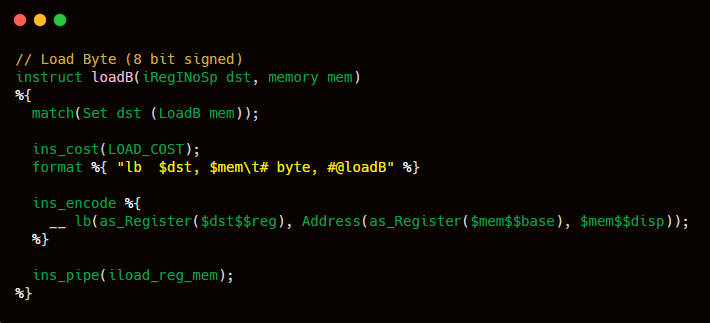 // Load Byte (8 bit signed)
instruct loadB(iRegINoSp dst, memory mem)
%{
  match(Set dst (LoadB mem));

  ins_cost(LOAD_COST);
  format %{ "lb  $dst, $mem\t# byte, #@loadB" %}

  ins_encode %{
    __ lb(as_Register($dst$$reg), Address(as_Register($mem$$base), $mem$$disp));
  %}

  ins_pipe(iload_reg_mem);
%}